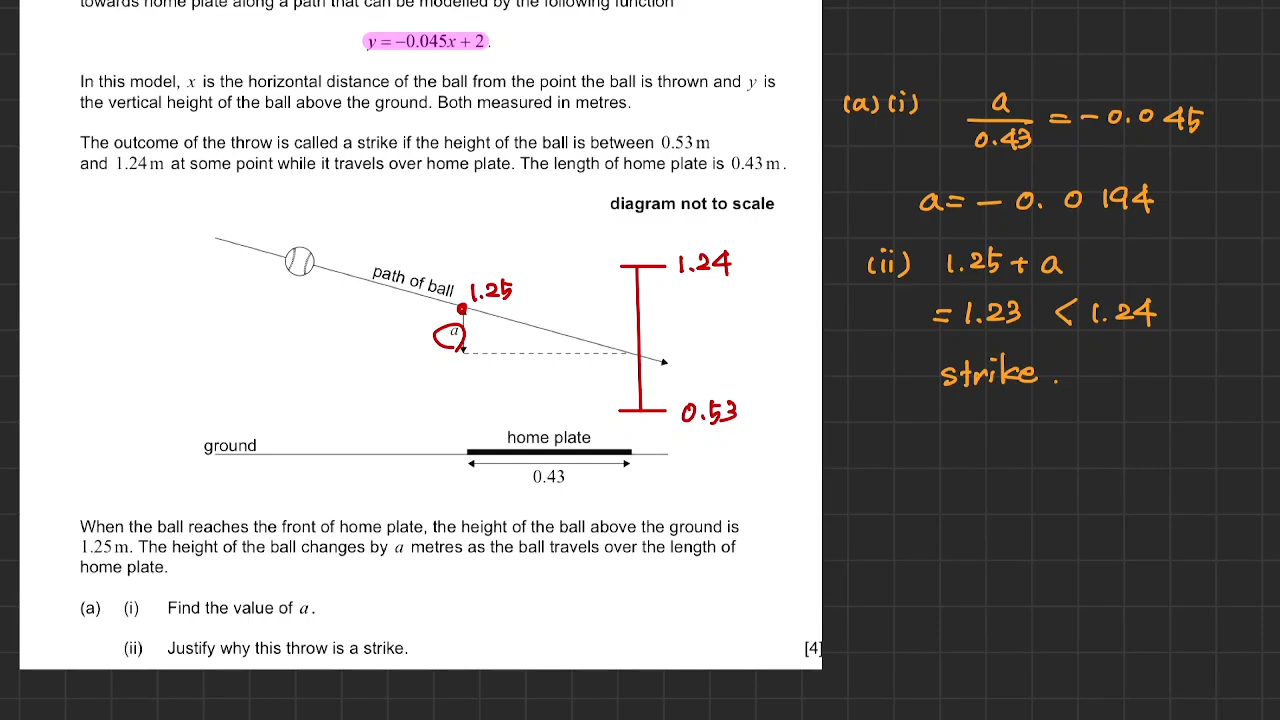 towards home plate along a path that can be modelled by the following function
y = −0.045x + 2.
In this model, x is the horizontal distance of the ball from the point the ball is thrown and y is
the vertical height of the ball above the ground. Both measured in metres.
The outcome of the throw is called a strike if the height of the ball is between 0.53 m
and 1.24 m at some point while it travels over home plate. The length of home plate is 0.43 m.
diagram not to scale
path of ball
1.25
a
1.24
0.53
ground
home plate
0.43
When the ball reaches the front of home plate, the height of the ball above the ground is
1.25 m. The height of the ball changes by a metres as the ball travels over the length of
home plate.
(a) (i) Find the value of a.
(ii) Justify why this throw is a strike.
[4]
(a) (i) a/0.43 = −0.045
a = −0.0194
(ii) 1.25 + a
= 1.23 < 1.24
strike.